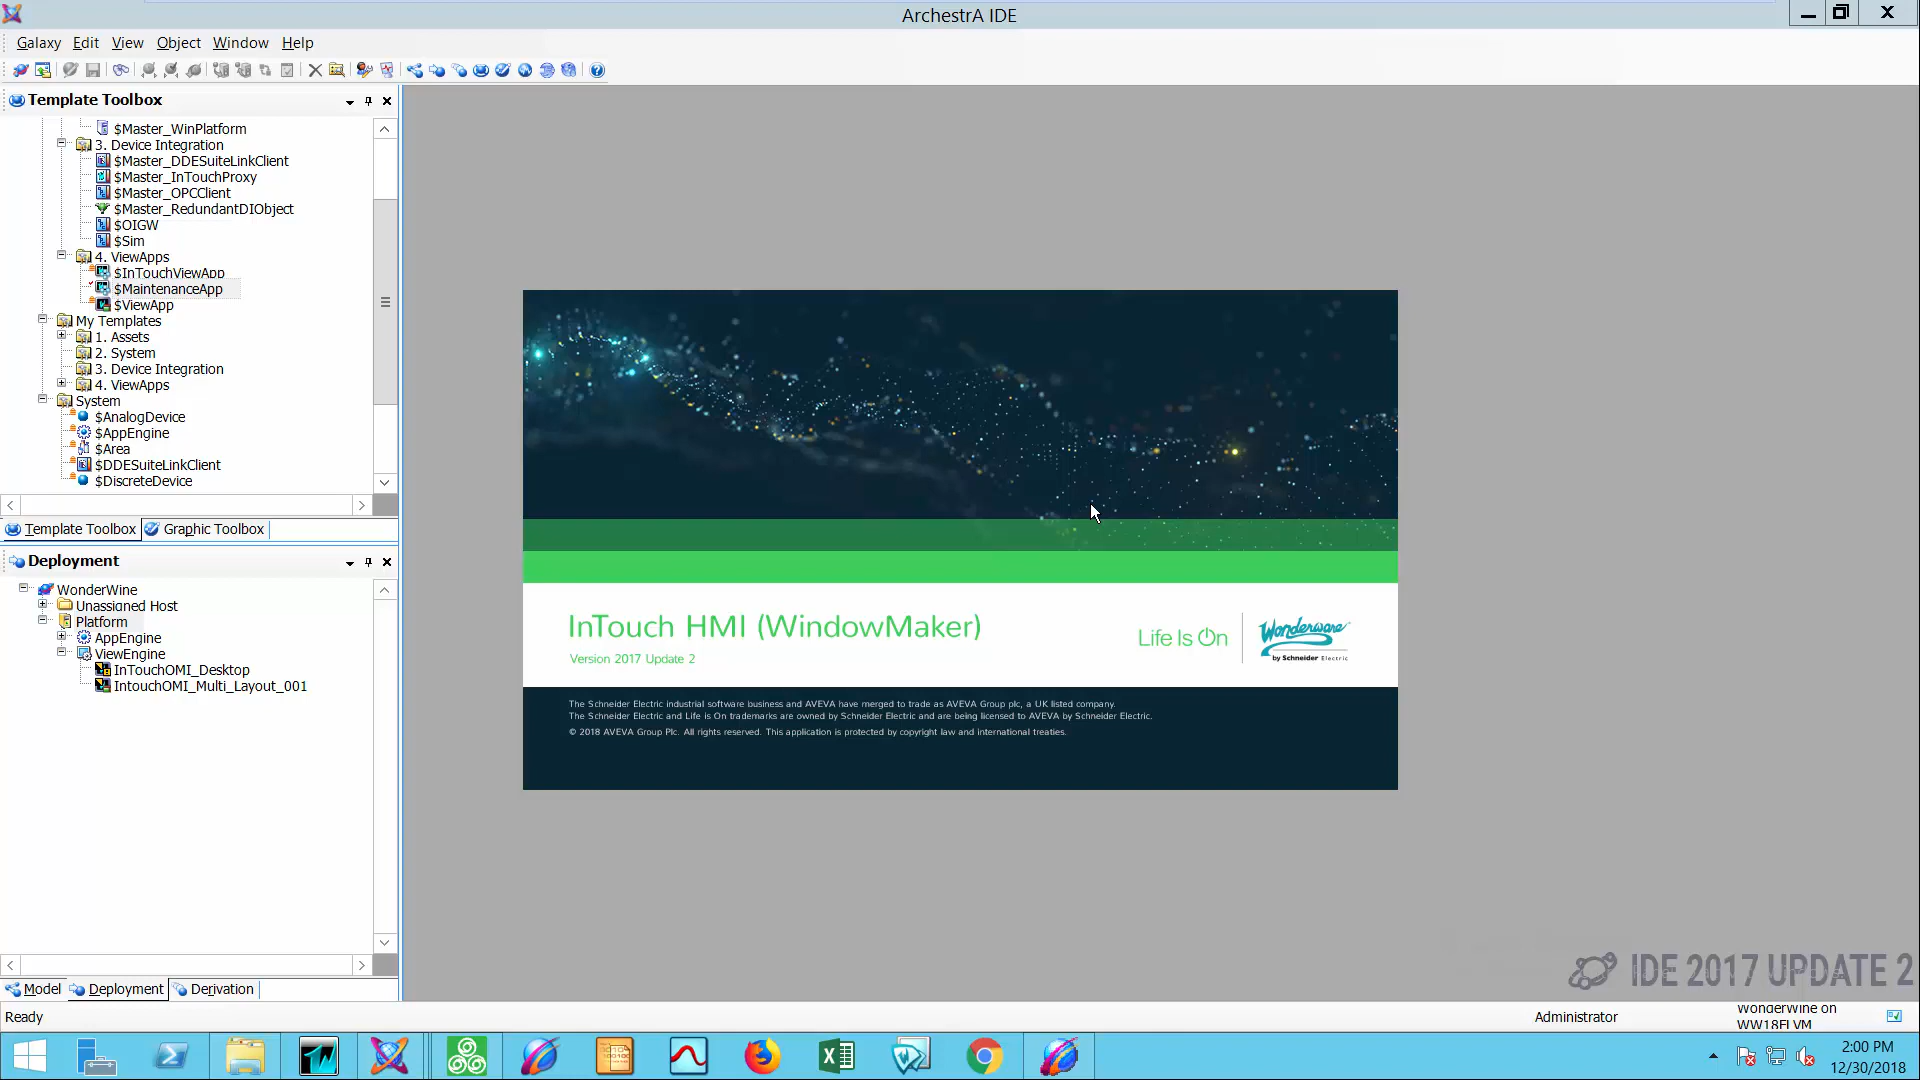 ArchestrA IDE
Galaxy Edit View Object Window Help
Template Toolbox
$Master_WinPlatform
3. Device Integration
$Master_DDESuiteLinkClient
$Master_InTouchProxy
$Master_OPCClient
$Master_RedundantDIObject
$OIGW
$Sim
4. ViewApps
$InTouchViewApp
$MaintenanceApp
$ViewApp
My Templates
1. Assets
2. System
3. Device Integration
4. ViewApps
System
$AnalogDevice
$AppEngine
$Area
$DDESuiteLinkClient
$DiscreteDevice
Template Toolbox Graphic Toolbox
Deployment
WonderWine
Unassigned Host
Platform
AppEngine
ViewEngine
InTouchOMI_Desktop
IntouchOMI_Multi_Layout_001
Model Deployment Derivation
InTouch HMI (WindowMaker)
Version 2017 Update 2
Life Is On
Wonderware
by Schneider Electric
The Schneider Electric industrial software business and AVEVA have merged to trade as AVEVA Group plc, a UK listed company.
The Schneider Electric and Life is On trademarks are owned by Schneider Electric and are being licensed to AVEVA by Schneider Electric.
© 2018 AVEVA Group Plc. All rights reserved. This application is protected by copyright law and international treaties.
IDE 2017 UPDATE 2
Ready
Administrator
WonderWine on
WW18ELVM
2:00 PM
12/30/2018